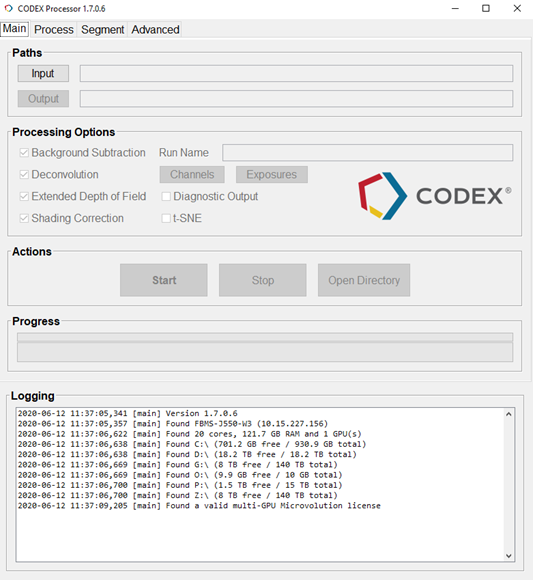 CODEX Processor 1.7.0.6
Main Process Segment Advanced
Paths
Input
Output
Processing Options
Background Subtraction Run Name
Deconvolution Channels Exposures
Extended Depth of Field Diagnostic Output
Shading Correction t-SNE
CODEX®
Actions
Start Stop Open Directory
Progress
Logging
2020-06-12 11:37:05,341 [main] Version 1.7.0.6
2020-06-12 11:37:05,357 [main] Found FBMS-J550-W3 (10.15.227.156)
2020-06-12 11:37:06,622 [main] Found 20 cores, 121.7 GB RAM and 1 GPU(s)
2020-06-12 11:37:06,638 [main] Found C:\ (701.2 GB free / 930.9 GB total)
2020-06-12 11:37:06,638 [main] Found D:\ (18.2 TB free / 18.2 TB total)
2020-06-12 11:37:06,669 [main] Found G:\ (8 TB free / 140 TB total)
2020-06-12 11:37:06,669 [main] Found O:\ (9.9 GB free / 10 GB total)
2020-06-12 11:37:06,700 [main] Found P:\ (1.5 TB free / 15 TB total)
2020-06-12 11:37:06,700 [main] Found Z:\ (8 TB free / 140 TB total)
2020-06-12 11:37:09,205 [main] Found a valid multi-GPU Microvolution license